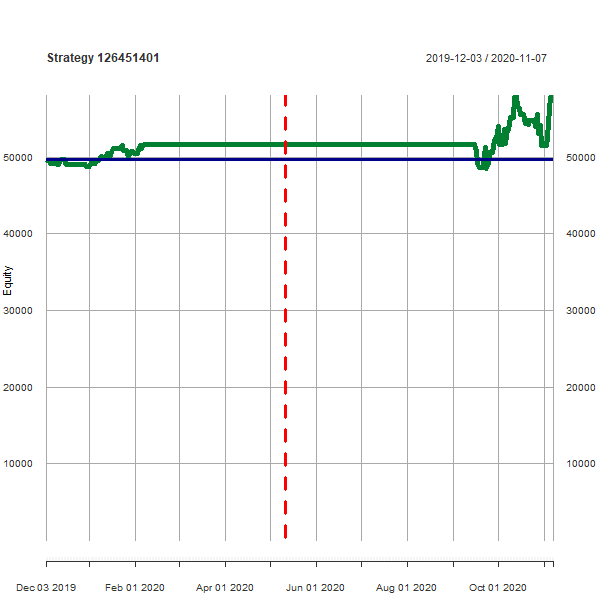 Strategy 126451401
2019-12-03 / 2020-11-07
50000
50000
40000
40000
Equity
30000
30000
20000
20000
10000
10000
Dec 03 2019
Feb 01 2020
Apr 01 2020
Jun 01 2020
Aug 01 2020
Oct 01 2020